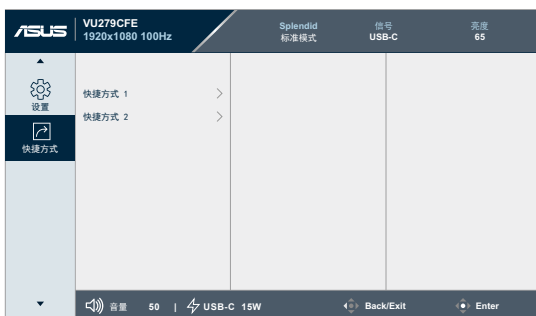 ASUS
VU279CFE
1920x1080 100Hz
Splendid
标准模式
信号
USB-C
亮度
65
设置
快捷方式
快捷方式 1
快捷方式 2
音量 50 | USB-C 15W
Back/Exit
Enter